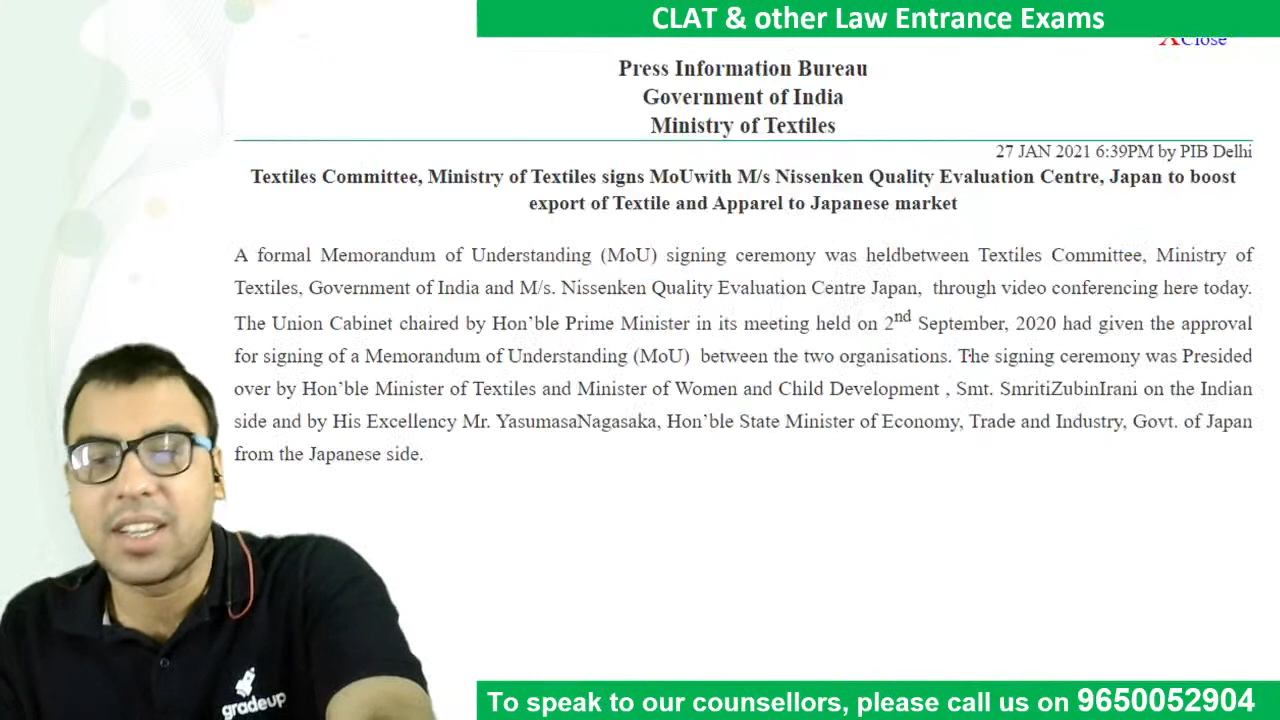 CLAT & other Law Entrance Exams
XClose
Press Information Bureau
Government of India
Ministry of Textiles
27 JAN 2021 6:39PM by PIB Delhi
Textiles Committee, Ministry of Textiles signs MoUwith M/s Nissenken Quality Evaluation Centre, Japan to boost
export of Textile and Apparel to Japanese market
A formal Memorandum of Understanding (MoU) signing ceremony was heldbetween Textiles Committee, Ministry of
Textiles, Government of India and M/s. Nissenken Quality Evaluation Centre Japan, through video conferencing here today.
The Union Cabinet chaired by Hon’ble Prime Minister in its meeting held on 2nd September, 2020 had given the approval
for signing of a Memorandum of Understanding (MoU) between the two organisations. The signing ceremony was Presided
over by Hon’ble Minister of Textiles and Minister of Women and Child Development , Smt. SmritiZubinIrani on the Indian
side and by His Excellency Mr. YasumasaNagasaka, Hon’ble State Minister of Economy, Trade and Industry, Govt. of Japan
from the Japanese side.
gradeup
To speak to our counsellors, please call us on 9650052904